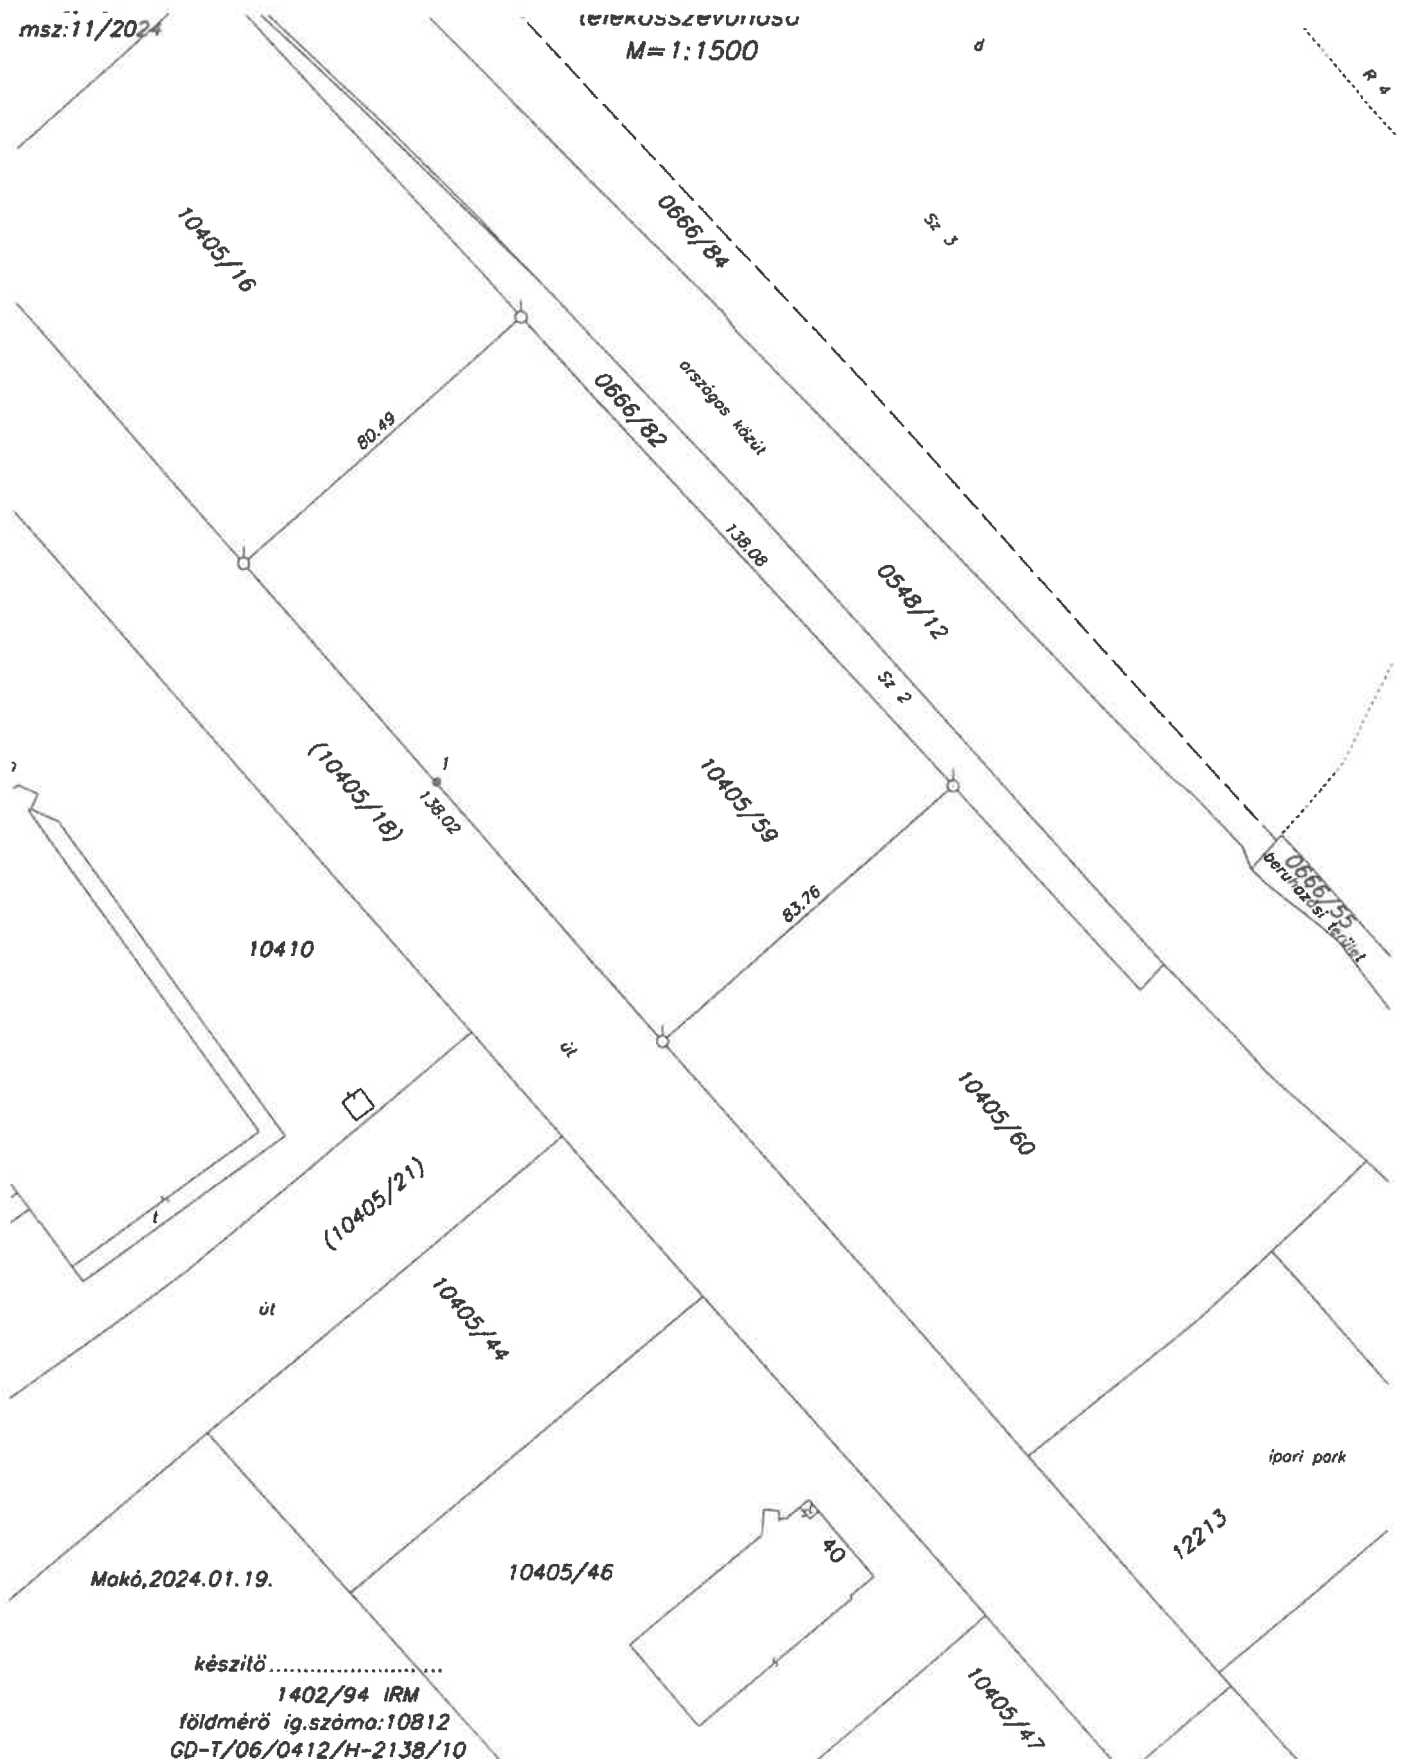 msz:11/2024
telekösszevonása
M=1:1500
d
R 4
Sz 3
0666/84
10405/16
országos közút
0666/82
80.49
138.08
0548/12
Sz 2
(10405/18)
1
138.02
10405/59
0666/55
beruházási terület
83.76
10410
út
10405/60
(10405/21)
t
út
10405/44
ipari park
12213
40
10405/46
Makó,2024.01.19.
készítő..........................
1402/94 IRM
földmérő ig.száma:10812
GD-T/06/0412/H-2138/10
10405/47